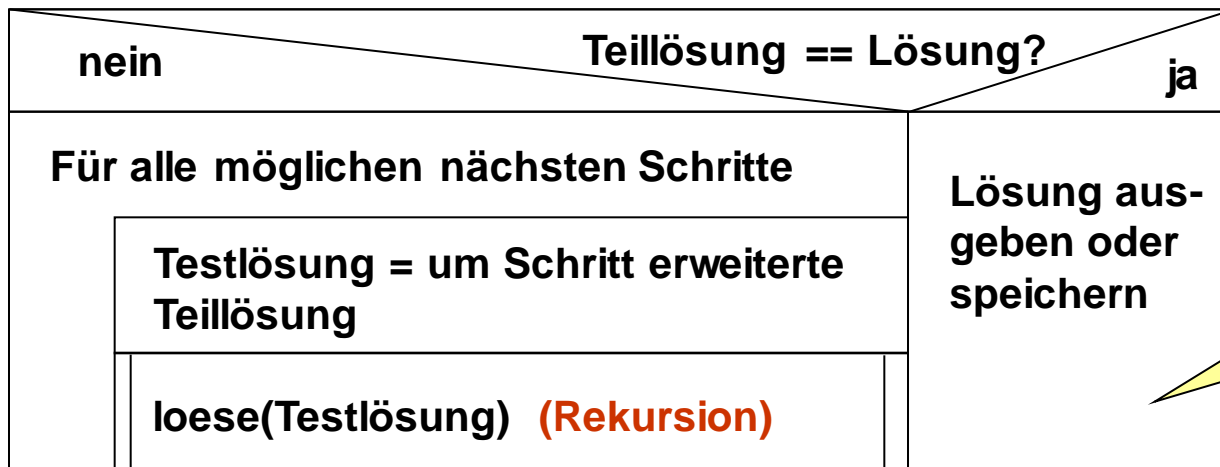 Teillösung == Lösung?
nein
ja
Für alle möglichen nächsten Schritte
Testlösung = um Schritt erweiterte
Teillösung
loese(Testlösung) (Rekursion)
Lösung aus-
geben oder
speichern